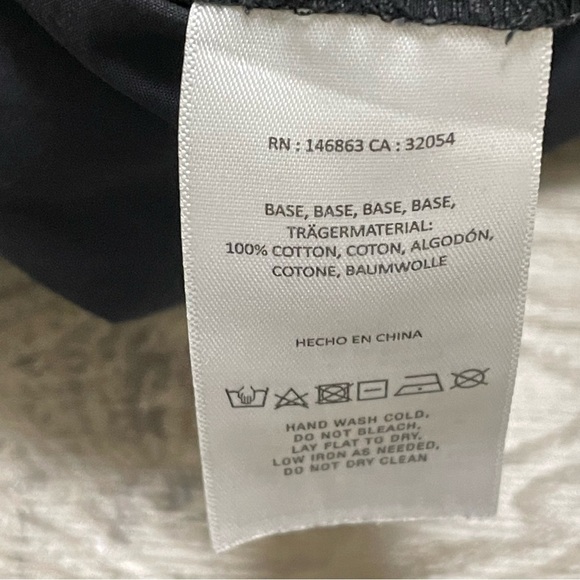 RN : 146863 CA : 32054
BASE, BASE, BASE, BASE,
TRÄGERMATERIAL:
100% COTTON, COTON, ALGODÓN,
COTONE, BAUMWOLLE
HECHO EN CHINA
HAND WASH COLD,
DO NOT BLEACH,
LAY FLAT TO DRY,
LOW IRON AS NEEDED,
DO NOT DRY CLEAN